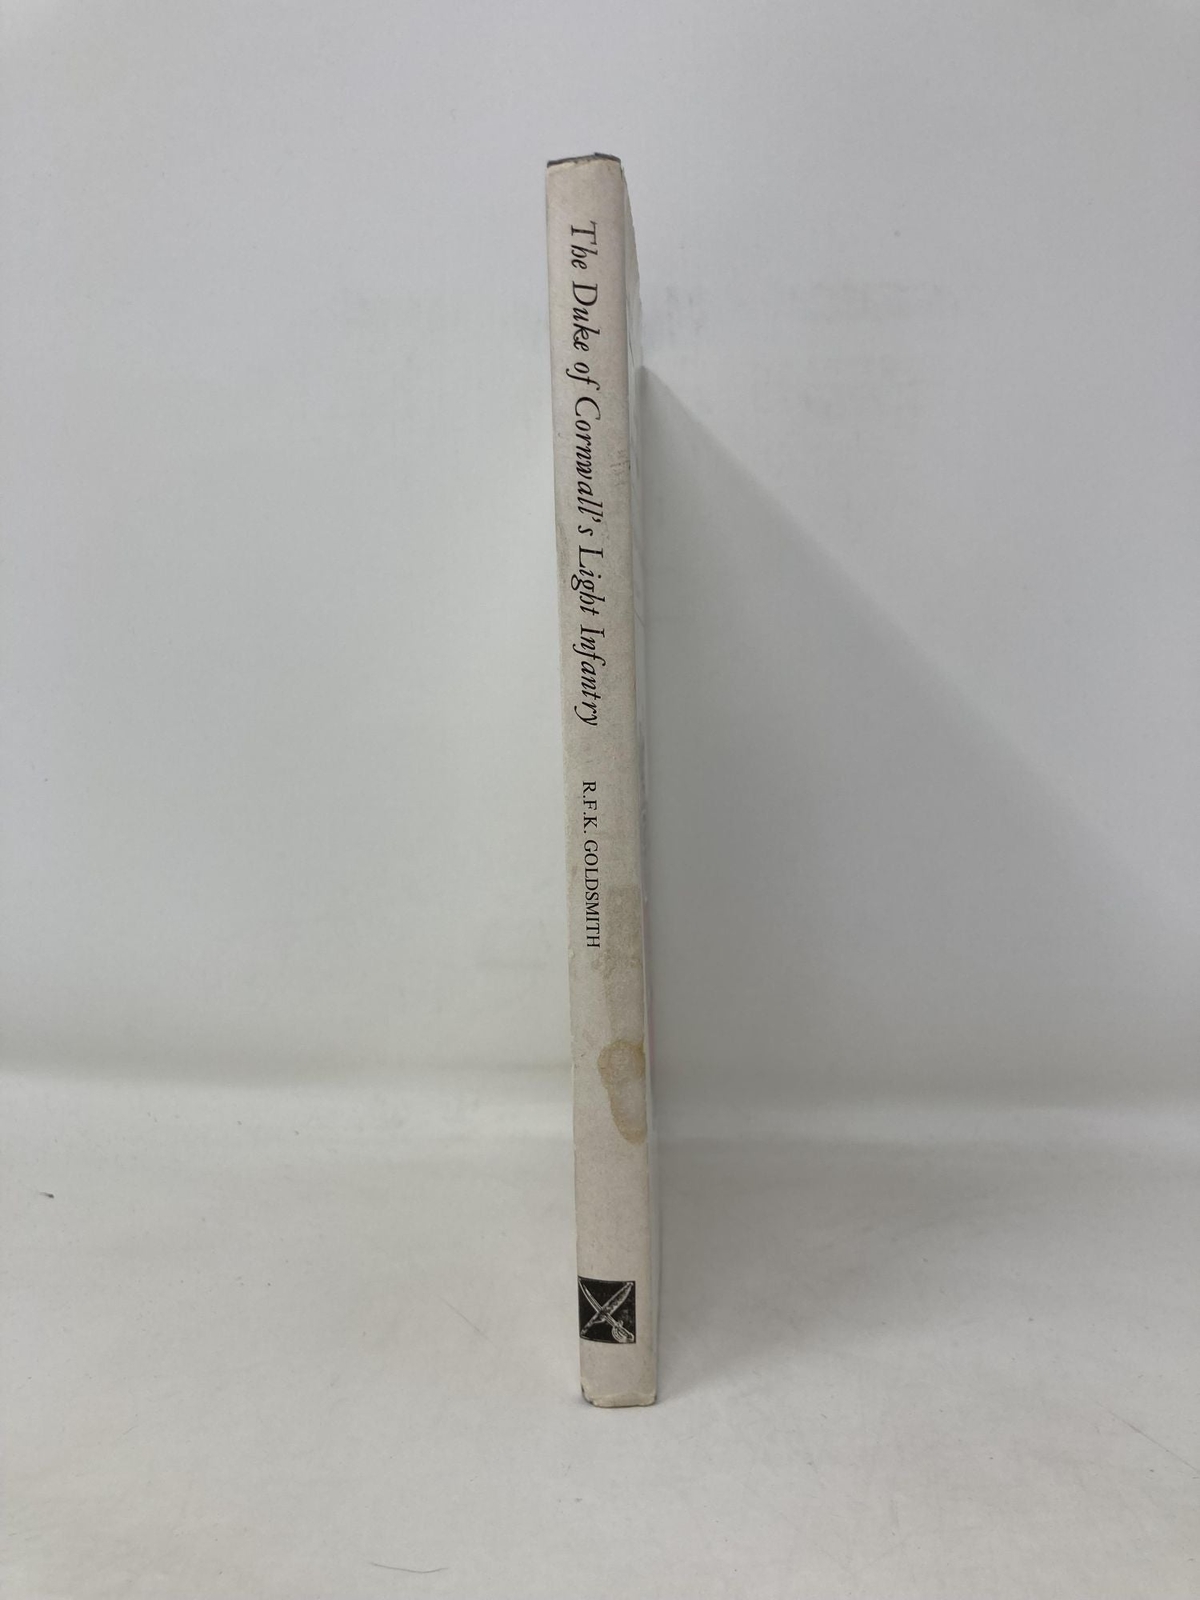 The Duke of Cornwall's Light Infantry
R.F.K. GOLDSMITH